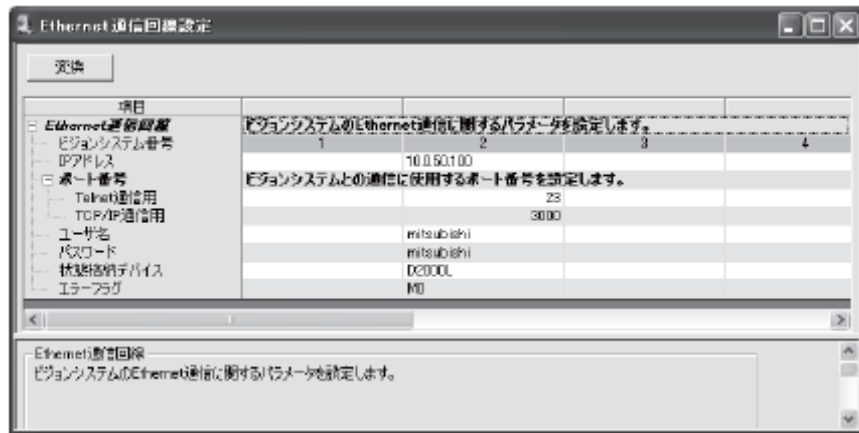 Ethernet通信回線設定
変換
項目
Ethernet通信回線 ビジョンシステムのEthernet通信に関するパラメータを設定します。
ビジョンシステム番号 1 2 3 4
IPアドレス 10.0.50.100
ポート番号 ビジョンシステムとの通信に使用するポート番号を設定します。
Telnet通信用 23
TCP/IP通信用 3000
ユーザ名 mitsubishi
パスワード mitsubishi
状態格納デバイス D2000L
エラーフラグ M0
Ethernet通信回線
ビジョンシステムのEthernet通信に関するパラメータを設定します。